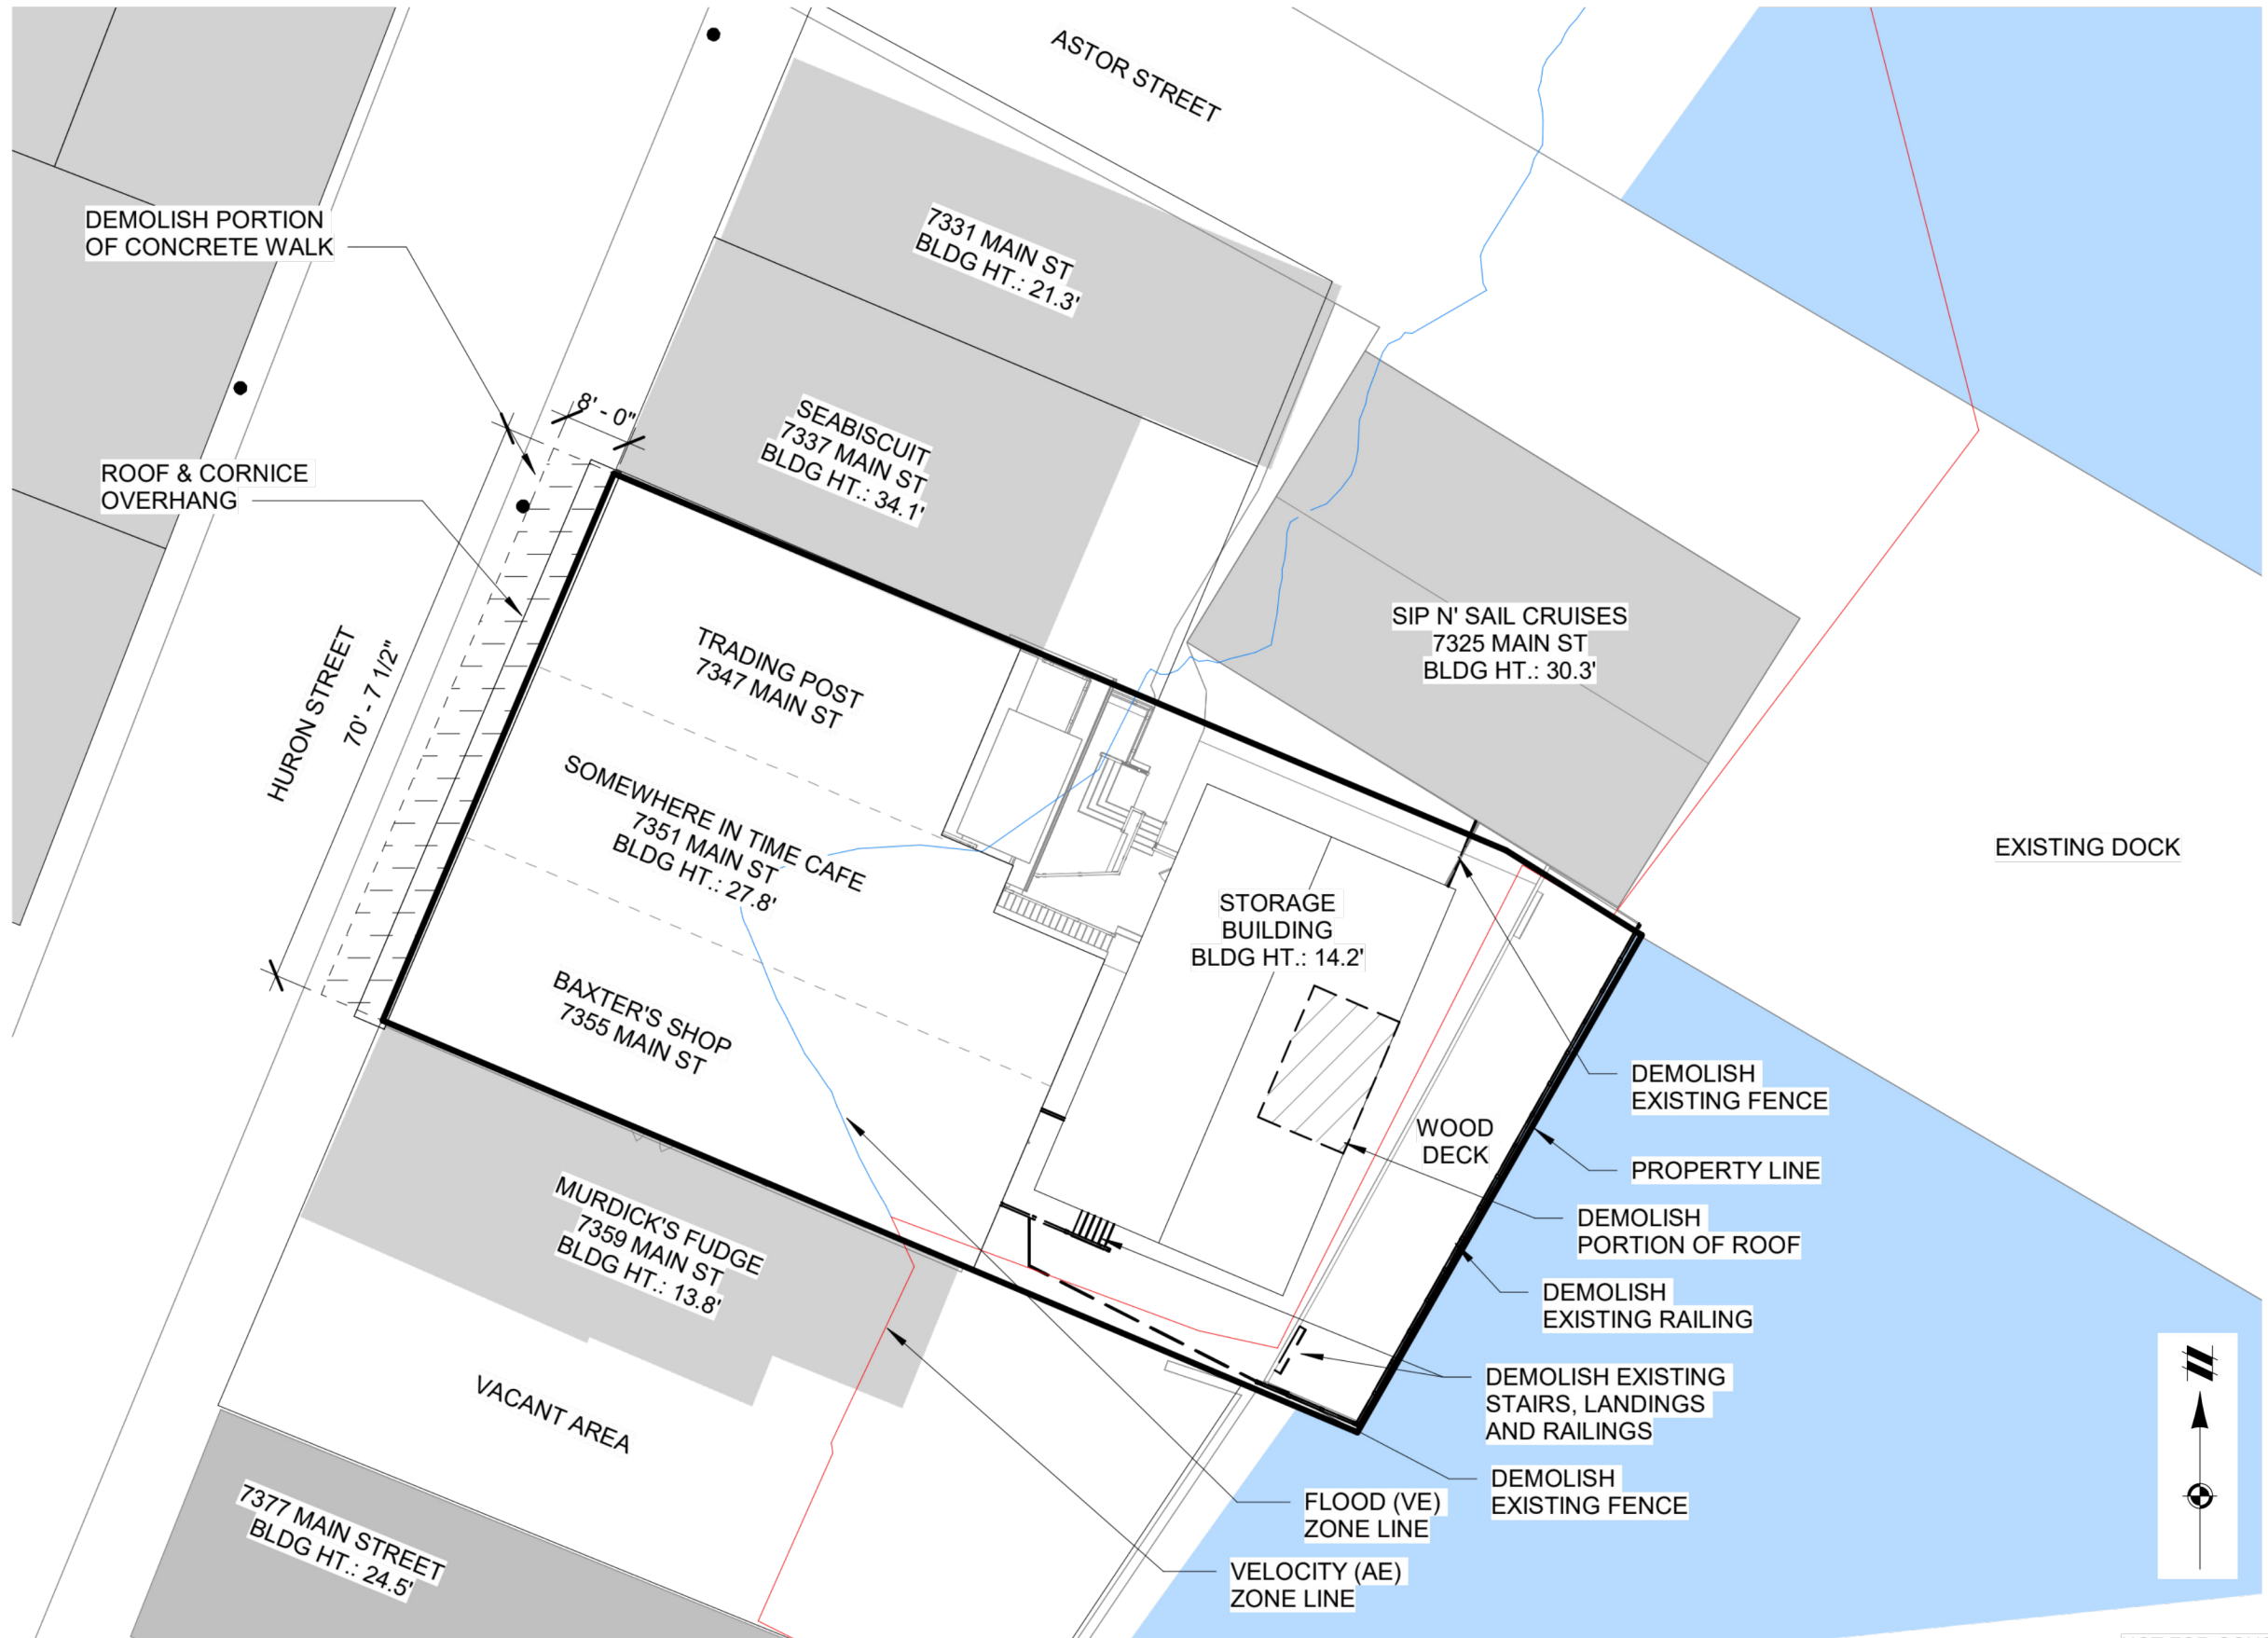 ASTOR STREET
DEMOLISH PORTION
OF CONCRETE WALK
7331 MAIN ST
BLDG HT.: 21.3'
8' - 0"
SEABISCUIT
7337 MAIN ST
BLDG HT.: 34.1'
ROOF & CORNICE
OVERHANG
HURON STREET
70' - 7 1/2"
TRADING POST
7347 MAIN ST
SIP N' SAIL CRUISES
7325 MAIN ST
BLDG HT.: 30.3'
SOMEWHERE IN TIME CAFE
7351 MAIN ST
BLDG HT.: 27.8'
EXISTING DOCK
STORAGE
BUILDING
BLDG HT.: 14.2'
BAXTER'S SHOP
7355 MAIN ST
DEMOLISH
EXISTING FENCE
WOOD
DECK
PROPERTY LINE
DEMOLISH
PORTION OF ROOF
MURDICK'S FUDGE
7359 MAIN ST
BLDG HT.: 13.8'
DEMOLISH
EXISTING RAILING
VACANT AREA
DEMOLISH EXISTING
STAIRS, LANDINGS
AND RAILINGS
DEMOLISH
EXISTING FENCE
7377 MAIN STREET
BLDG HT.: 24.5'
FLOOD (VE)
ZONE LINE
VELOCITY (AE)
ZONE LINE